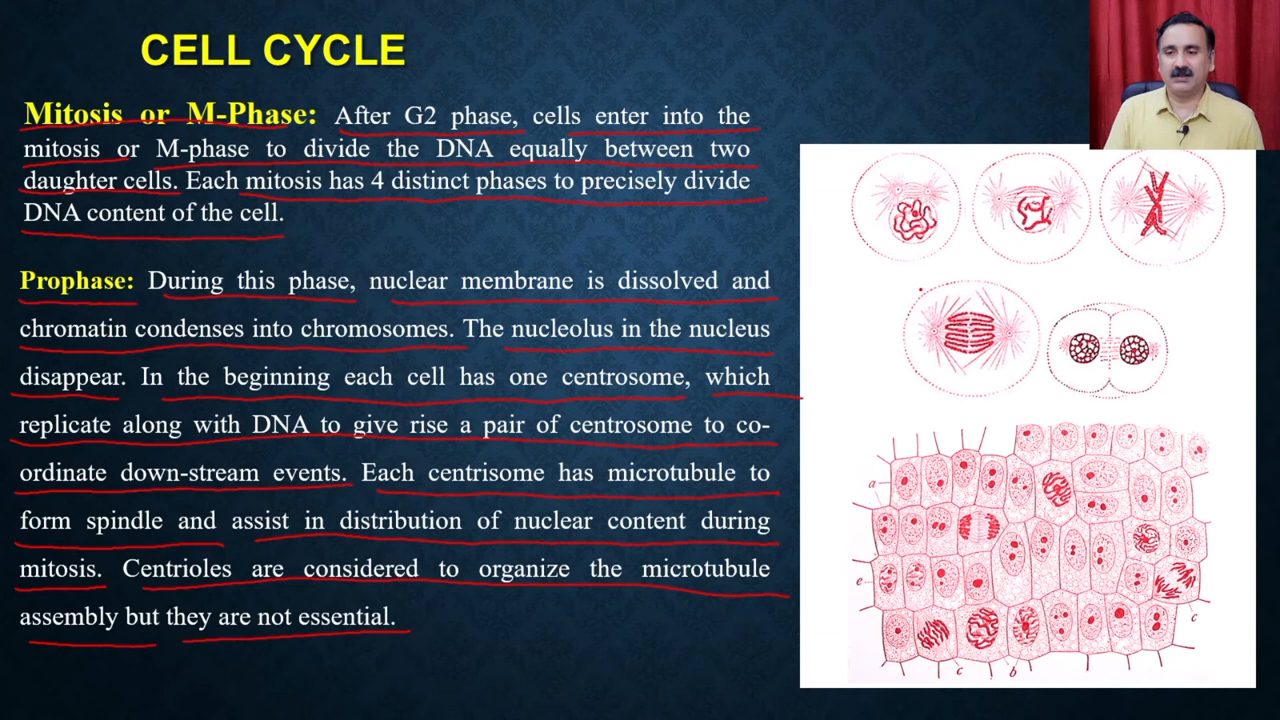 CELL CYCLE
Mitosis or M-Phase: After G2 phase, cells enter into the
mitosis or M-phase to divide the DNA equally between two
daughter cells. Each mitosis has 4 distinct phases to precisely divide
DNA content of the cell.
Prophase: During this phase, nuclear membrane is dissolved and
chromatin condenses into chromosomes. The nucleolus in the nucleus
disappear. In the beginning each cell has one centrosome, which
replicate along with DNA to give rise a pair of centrosome to co-
ordinate down-stream events. Each centrisome has microtubule to
form spindle and assist in distribution of nuclear content during
mitosis. Centrioles are considered to organize the microtubule
assembly but they are not essential.
a
e
c
c
b